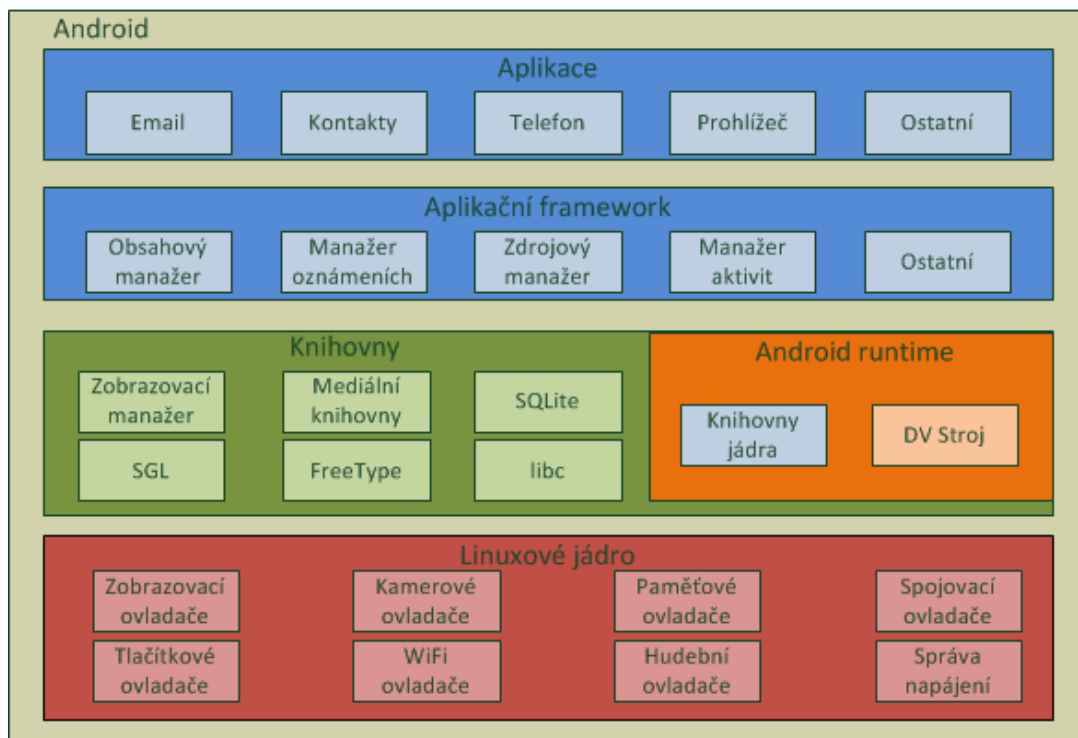 Android
Aplikace
Email
Kontakty
Telefon
Prohlížeč
Ostatní
Aplikační framework
Obsahový
manažer
Manažer
oznámeních
Zdrojový
manažer
Manažer
aktivit
Ostatní
Knihovny
Zobrazovací
manažer
Mediální
knihovny
SQLite
SGL
FreeType
libc
Android runtime
Knihovny
jádra
DV Stroj
Linuxové jádro
Zobrazovací
ovladače
Kamerové
ovladače
Paměťové
ovladače
Spojovací
ovladače
Tlačítkové
ovladače
WiFi
ovladače
Hudební
ovladače
Správa
napájení